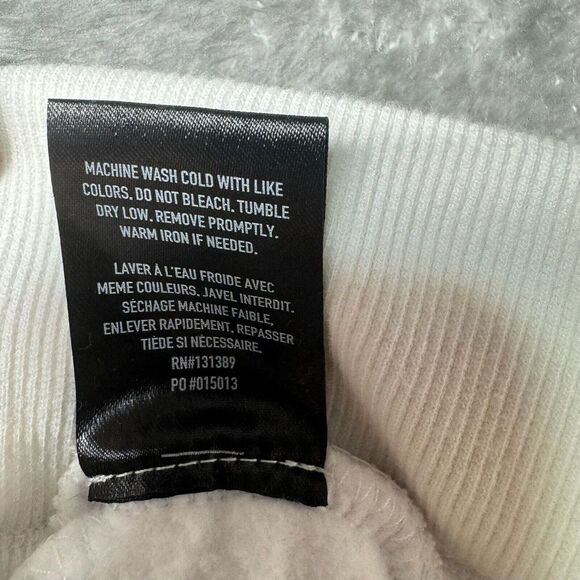 MACHINE WASH COLD WITH LIKE
COLORS. DO NOT BLEACH. TUMBLE
DRY LOW. REMOVE PROMPTLY.
WARM IRON IF NEEDED.
LAVER À L'EAU FROIDE AVEC
MEME COULEURS. JAVEL INTERDIT.
SÉCHAGE MACHINE FAIBLE,
ENLEVER RAPIDEMENT. REPASSER
TIÈDE SI NÉCESSAIRE.
RN#131389
PO #015013